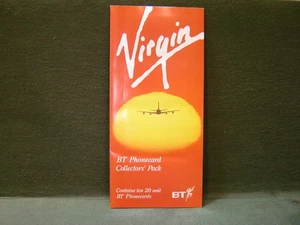 Virgin
BT Phonecard
Collectors' Pack
Contains ten 20 unit
BT Phonecards
BT